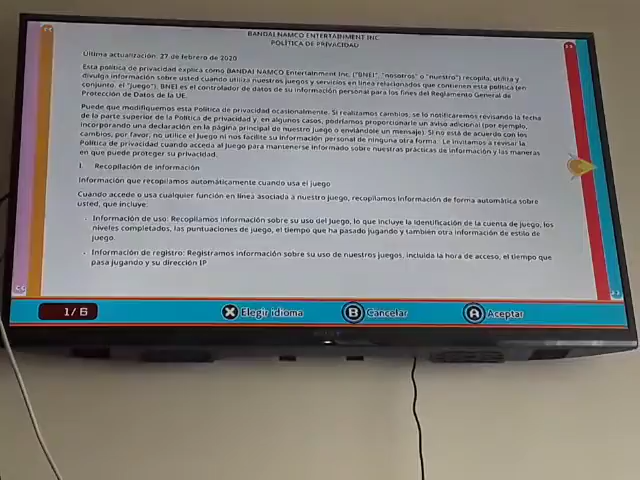 BANDAI NAMCO ENTERTAINMENT INC
POLÍTICA DE PRIVACIDAD
Última actualización: 27 de febrero de 2020
Esta política de privacidad explica cómo BANDAI NAMCO Entertainment Inc. ("BNEI", "nosotros" o "nuestro") recopila, utiliza y
divulga información sobre usted cuando utiliza nuestros juegos y servicios en línea relacionados que contienen esta política (en
conjunto, el "juego"). BNEI es el controlador de datos de su información personal para los fines del Reglamento General de
Protección de Datos de la UE.
Puede que modifiquemos esta Política de privacidad ocasionalmente. Si realizamos cambios, se lo notificaremos revisando la fecha
de la parte superior de la Política de privacidad y, en algunos casos, podríamos proporcionarle un aviso adicional (por ejemplo,
incorporando una declaración en la página principal de nuestro juego o enviándole un mensaje). Si no está de acuerdo con los
cambios, por favor, no utilice el juego ni nos facilite su información personal de ninguna otra forma. Le invitamos a revisar la
Política de privacidad cuando acceda al juego para mantenerse informado sobre nuestras prácticas de información y las maneras
en que puede proteger su privacidad.
I. Recopilación de información
Información que recopilamos automáticamente cuando usa el juego
Cuando accede o usa cualquier función en línea asociada a nuestro juego, recopilamos información de forma automática sobre
usted, que incluye:
· Información de uso: Recopilamos información sobre su uso del juego, lo que incluye la identificación de la cuenta de juego, los
niveles completados, las puntuaciones de juego, el tiempo que ha pasado jugando y también otra información de estilo de
juego.
· Información de registro: Registramos información sobre su uso de nuestros juegos, incluida la hora de acceso, el tiempo que
pasa jugando y su dirección IP
1/6 X Elegir idioma B Cancelar A Aceptar